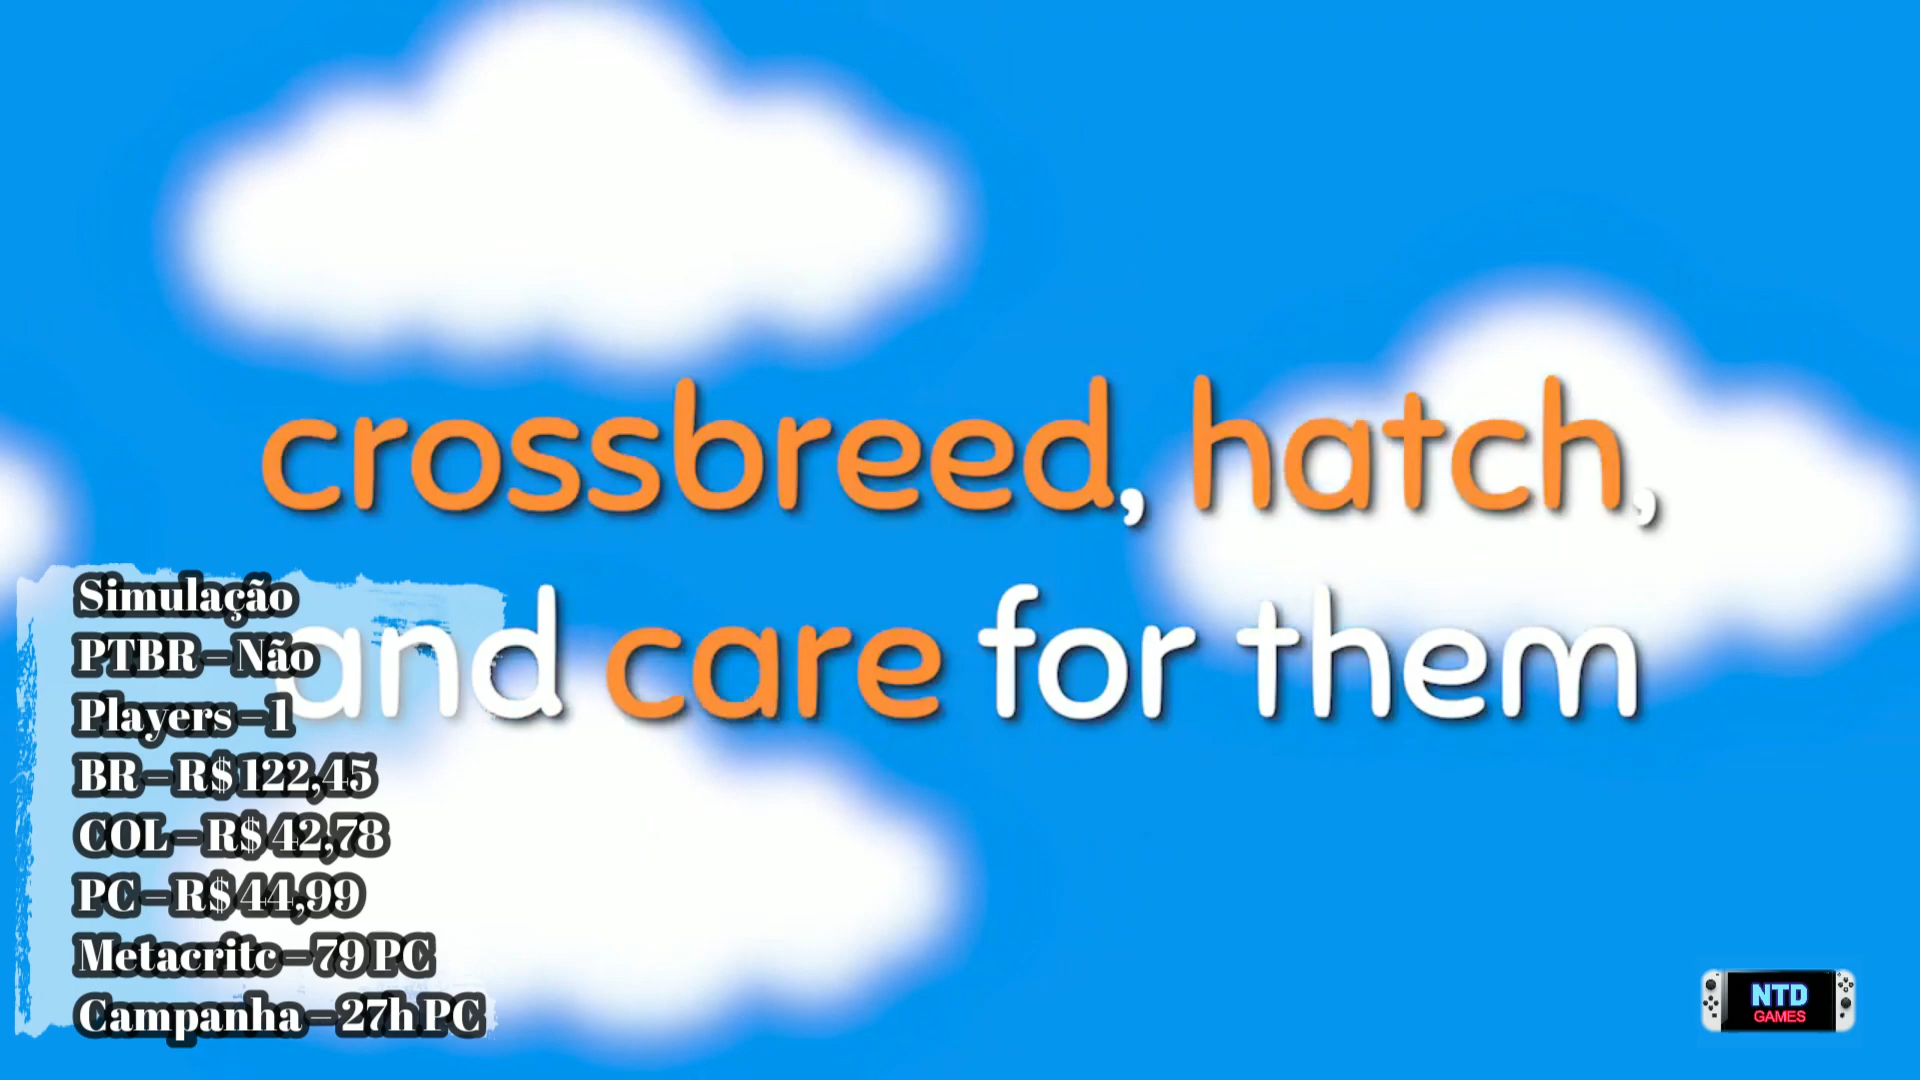 crossbreed, hatch,
and care for them
Simulação
PTBR – Não
Players – 1
BR – R$ 122,45
COL – R$ 42,78
PC – R$ 44,99
Metacritc – 79 PC
Campanha – 27h PC
NTD
GAMES